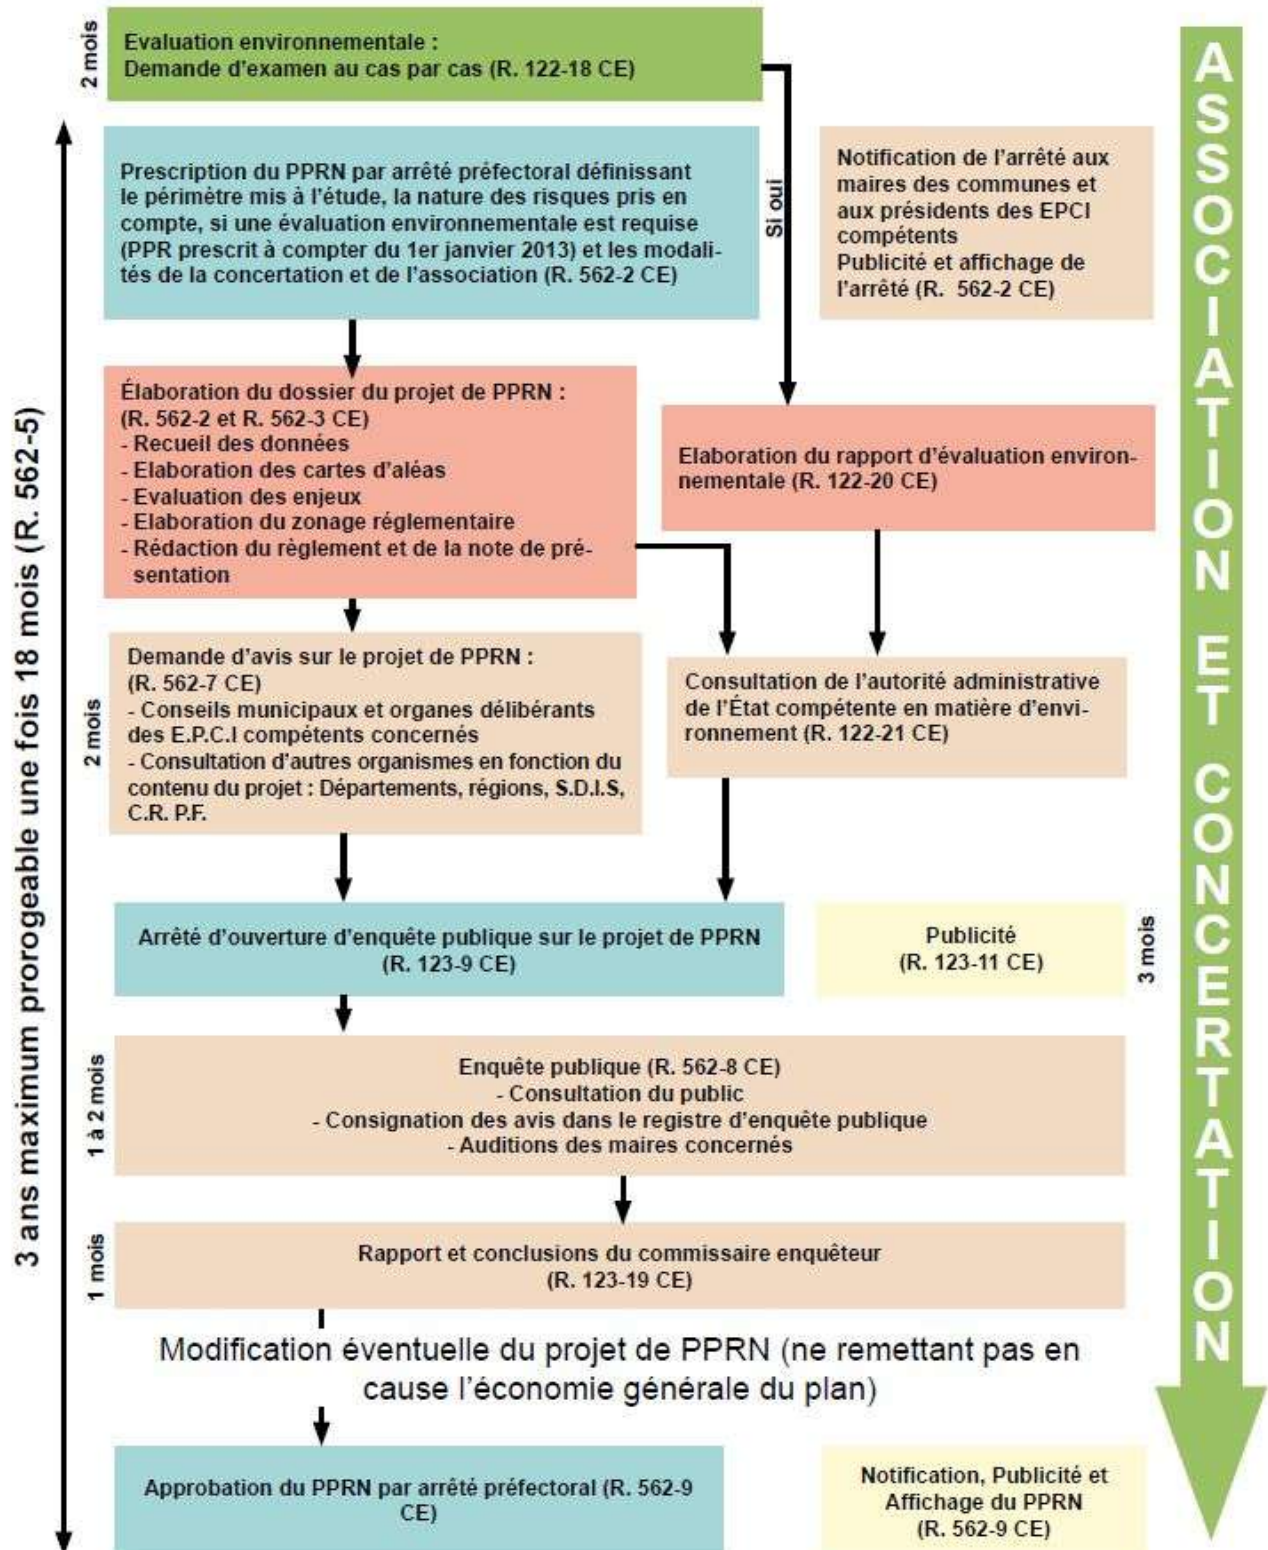 2 mois
Evaluation environnementale :
Demande d'examen au cas par cas (R. 122-18 CE)
Prescription du PPRN par arrêté préfectoral définissant
le périmètre mis à l'étude, la nature des risques pris en
compte, si une évaluation environnementale est requise
(PPR prescrit à compter du 1er janvier 2013) et les modali-
tés de la concertation et de l'association (R. 562-2 CE)
Si oui
Notification de l'arrêté aux
maires des communes et
aux présidents des EPCI
compétents
Publicité et affichage de
l'arrêté (R. 562-2 CE)
Élaboration du dossier du projet de PPRN :
(R. 562-2 et R. 562-3 CE)
- Recueil des données
- Elaboration des cartes d'aléas
- Evaluation des enjeux
- Elaboration du zonage réglementaire
- Rédaction du règlement et de la note de pré-
sentation
Elaboration du rapport d'évaluation environ-
nementale (R. 122-20 CE)
2 mois
Demande d'avis sur le projet de PPRN :
(R. 562-7 CE)
- Conseils municipaux et organes délibérants
des E.P.C.I compétents concernés
- Consultation d'autres organismes en fonction du
contenu du projet : Départements, régions, S.D.I.S,
C.R. P.F.
Consultation de l'autorité administrative
de l'État compétente en matière d'envi-
ronnement (R. 122-21 CE)
Arrêté d'ouverture d'enquête publique sur le projet de PPRN
(R. 123-9 CE)
Publicité
(R. 123-11 CE)
3 mois
1 à 2 mois
Enquête publique (R. 562-8 CE)
- Consultation du public
- Consignation des avis dans le registre d'enquête publique
- Auditions des maires concernés
1 mois
Rapport et conclusions du commissaire enquêteur
(R. 123-19 CE)
Modification éventuelle du projet de PPRN (ne remettant pas en
cause l'économie générale du plan)
Approbation du PPRN par arrêté préfectoral (R. 562-9
CE)
Notification, Publicité et
Affichage du PPRN
(R. 562-9 CE)
3 ans maximum prorogeable une fois 18 mois (R. 562-5)
ASSOCIATION ET CONCERTATION